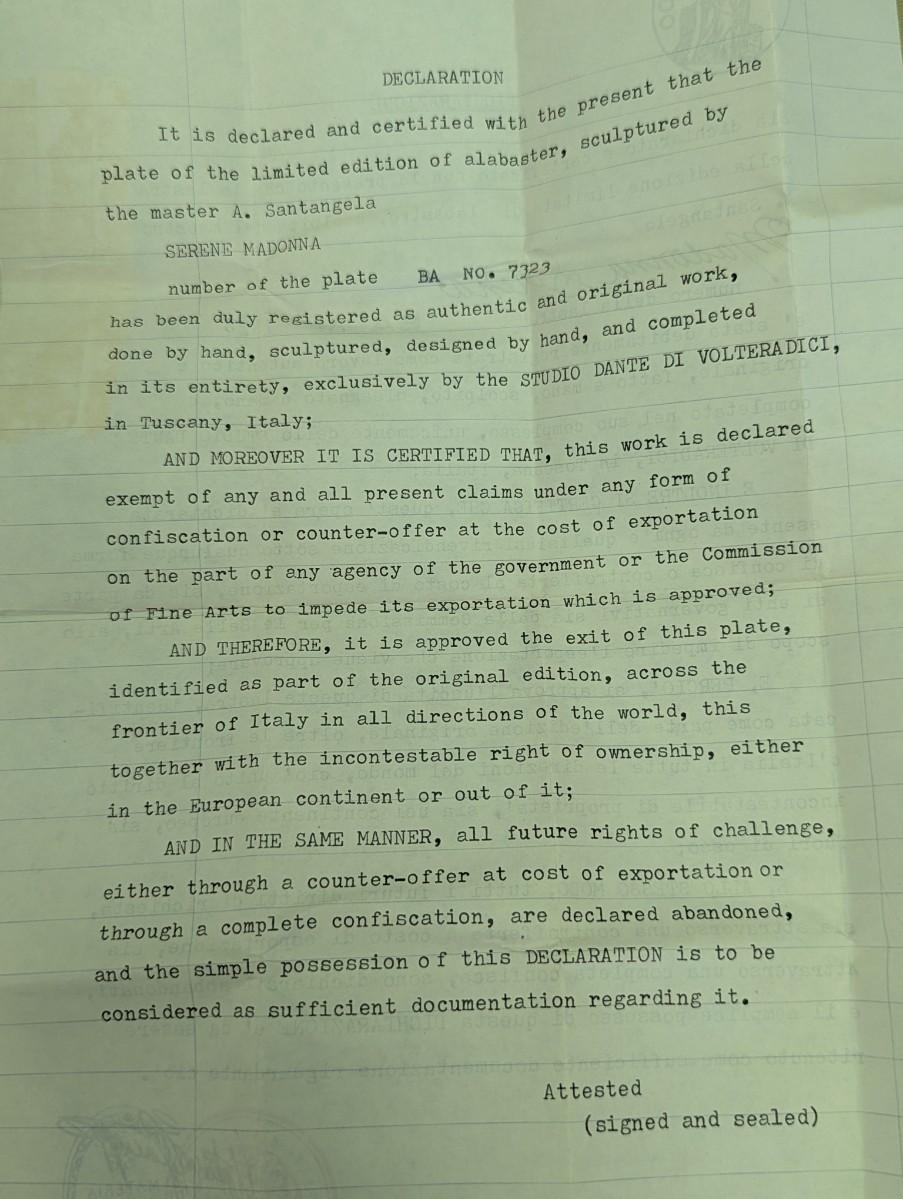 DECLARATION
It is declared and certified with the present that the
plate of the limited edition of alabaster, sculptured by
the master A. Santangela
SERENE MADONNA
number of the plate BA NO. 7323
has been duly registered as authentic and original work,
done by hand, sculptured, designed by hand, and completed
in its entirety, exclusively by the STUDIO DANTE DI VOLTERADICI,
in Tuscany, Italy;
AND MOREOVER IT IS CERTIFIED THAT, this work is declared
exempt of any and all present claims under any form of
confiscation or counter-offer at the cost of exportation
on the part of any agency of the government or the Commission
of Fine Arts to impede its exportation which is approved;
AND THEREFORE, it is approved the exit of this plate,
identified as part of the original edition, across the
frontier of Italy in all directions of the world, this
together with the incontestable right of ownership, either
in the European continent or out of it;
AND IN THE SAME MANNER, all future rights of challenge,
either through a counter-offer at cost of exportation or
through a complete confiscation, are declared abandoned,
and the simple possession of this DECLARATION is to be
considered as sufficient documentation regarding it.
Attested
(signed and sealed)